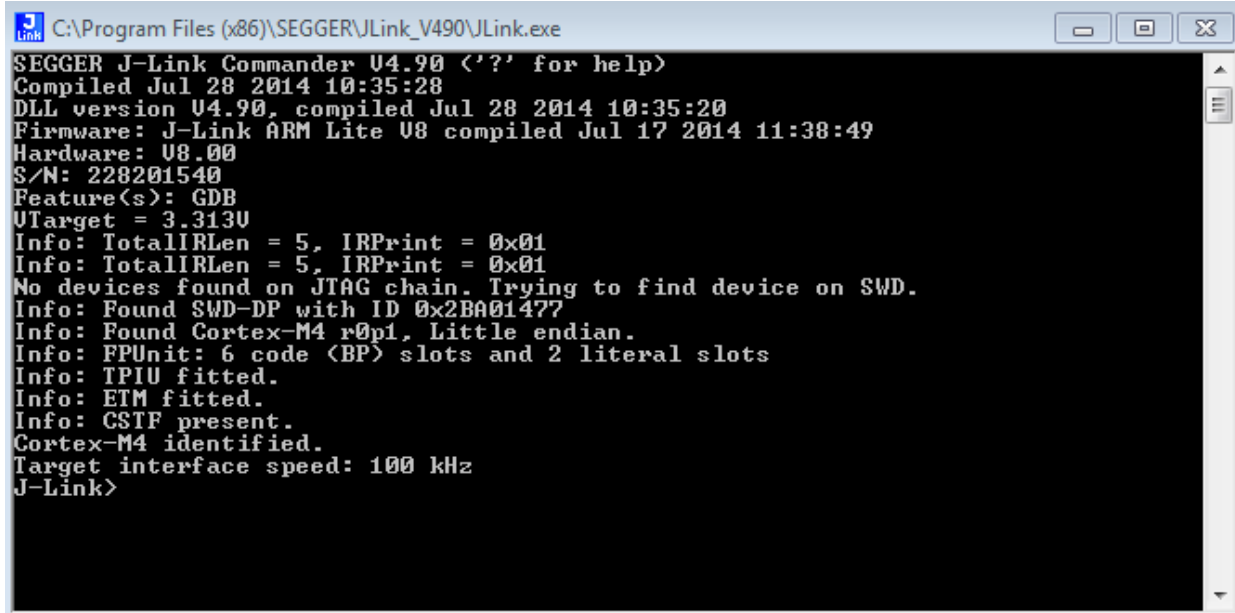 J Link C:\Program Files (x86)\SEGGER\JLink_V490\JLink.exe
SEGGER J-Link Commander V4.90 ('?' for help)
Compiled Jul 28 2014 10:35:28
DLL version V4.90, compiled Jul 28 2014 10:35:20
Firmware: J-Link ARM Lite V8 compiled Jul 17 2014 11:38:49
Hardware: V8.00
S/N: 228201540
Feature(s): GDB
VTarget = 3.313V
Info: TotalIRLen = 5, IRPrint = 0x01
Info: TotalIRLen = 5, IRPrint = 0x01
No devices found on JTAG chain. Trying to find device on SWD.
Info: Found SWD-DP with ID 0x2BA01477
Info: Found Cortex-M4 r0p1, Little endian.
Info: FPUnit: 6 code (BP) slots and 2 literal slots
Info: TPIU fitted.
Info: ETM fitted.
Info: CSTF present.
Cortex-M4 identified.
Target interface speed: 100 kHz
J-Link>